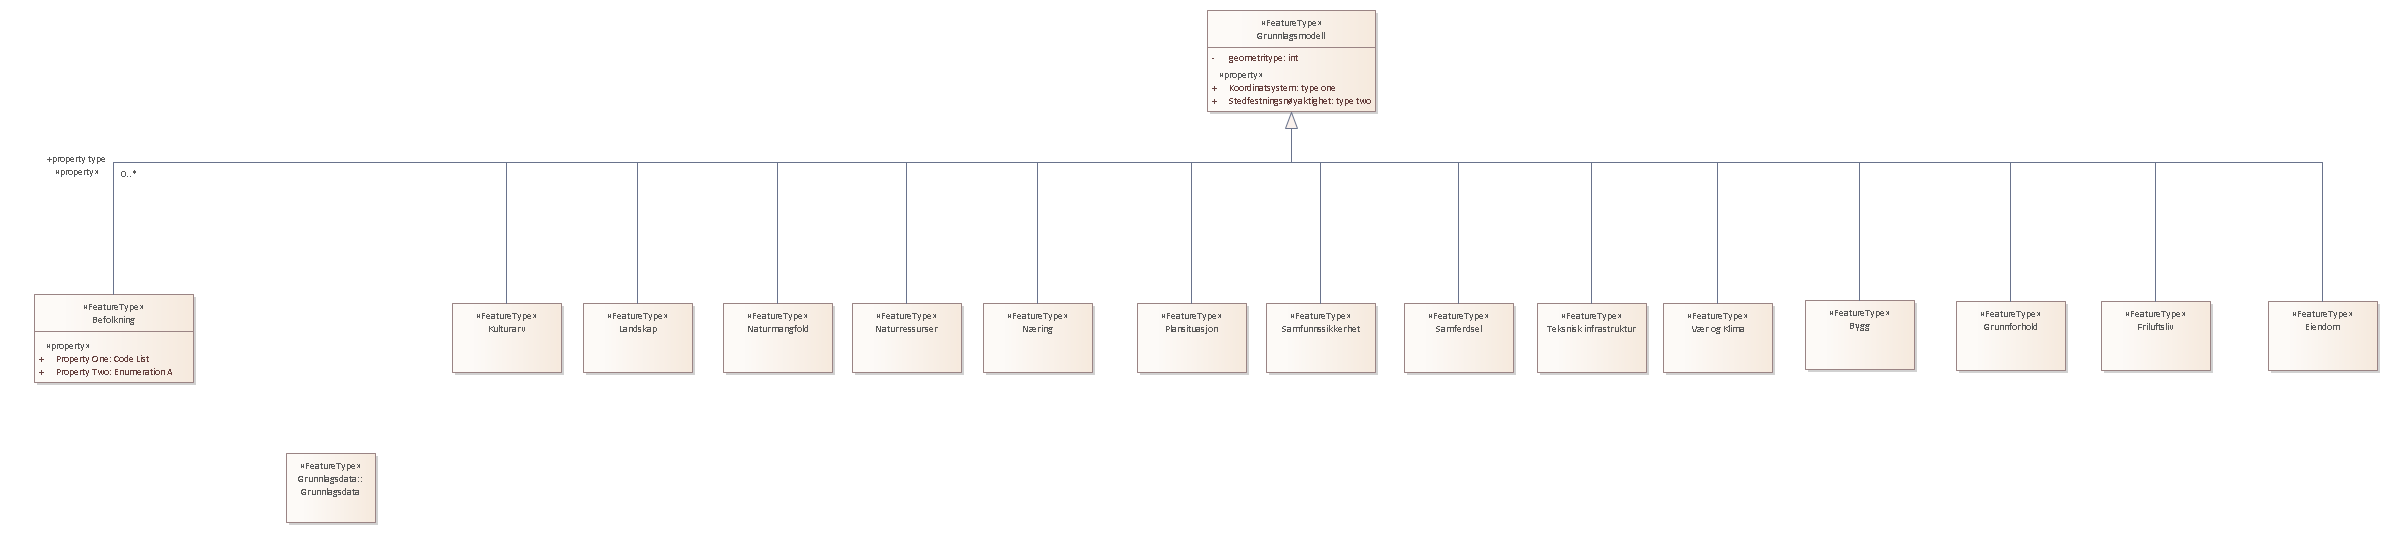 «FeatureType»
Grunnlagsmodell
- geometritype: int
«property»
+ Koordinatsystem: type one
+ Stedfestningsnøyaktighet: type two
+property type
«property»
0..*
«FeatureType»
Befolkning
«property»
+ Property One: Code List
+ Property Two: Enumeration A
«FeatureType»
Kulturarv
«FeatureType»
Landskap
«FeatureType»
Naturmangfold
«FeatureType»
Naturressurser
«FeatureType»
Næring
«FeatureType»
Plansituasjon
«FeatureType»
Samfunnssikkerhet
«FeatureType»
Samferdsel
«FeatureType»
Teksnisk infrastruktur
«FeatureType»
Vær og Klima
«FeatureType»
Bygg
«FeatureType»
Grunnforhold
«FeatureType»
Friluftsliv
«FeatureType»
Eiendom
«FeatureType»
Grunnlagsdata::
Grunnlagsdata